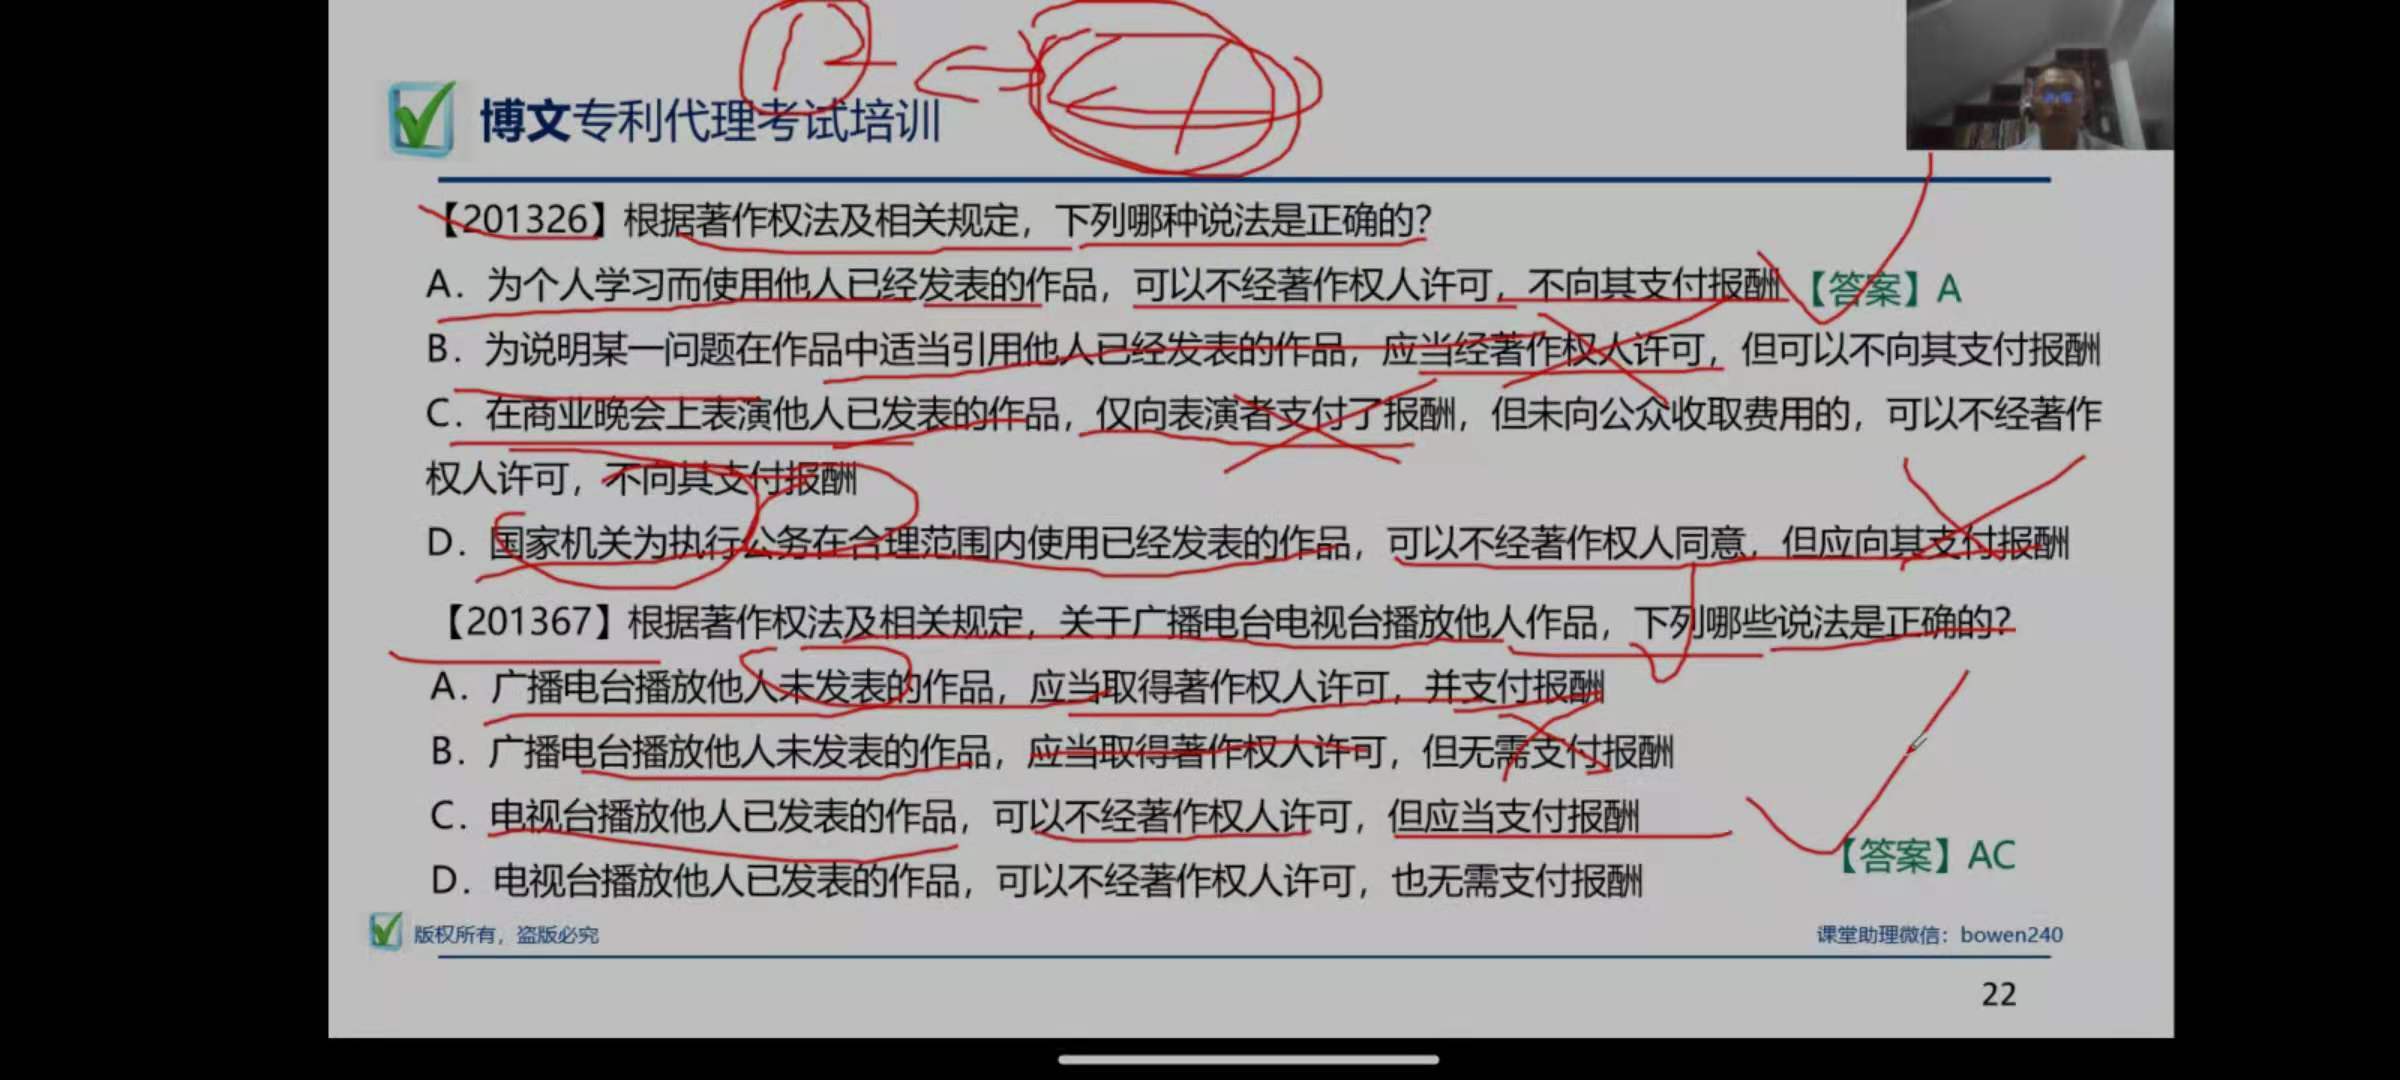 博文专利代理考试培训
【201326】根据著作权法及相关规定，下列哪种说法是正确的？
A．为个人学习而使用他人已经发表的作品，可以不经著作权人许可，不向其支付报酬【答案】A
B．为说明某一问题在作品中适当引用他人已经发表的作品，应当经著作权人许可，但可以不向其支付报酬
C．在商业晚会上表演他人已发表的作品，仅向表演者支付了报酬，但未向公众收取费用的，可以不经著作
权人许可，不向其支付报酬
D．国家机关为执行公务在合理范围内使用已经发表的作品，可以不经著作权人同意，但应向其支付报酬
【201367】根据著作权法及相关规定，关于广播电台电视台播放他人作品，下列哪些说法是正确的？
A．广播电台播放他人未发表的作品，应当取得著作权人许可，并支付报酬
B．广播电台播放他人未发表的作品，应当取得著作权人许可，但无需支付报酬
C．电视台播放他人已发表的作品，可以不经著作权人许可，但应当支付报酬
【答案】AC
D．电视台播放他人已发表的作品，可以不经著作权人许可，也无需支付报酬
版权所有，盗版必究
课堂助理微信：bowen240
22